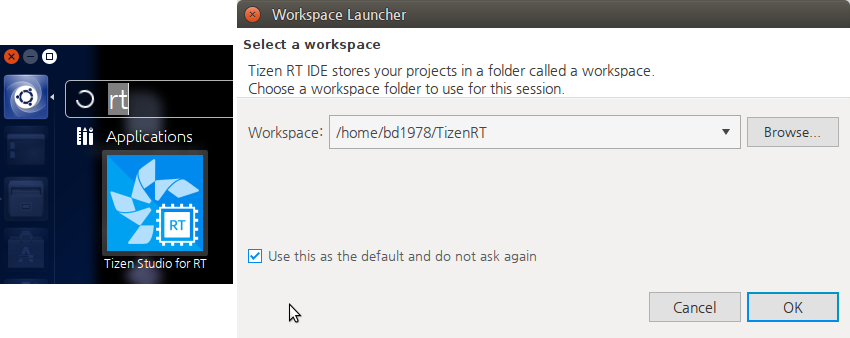 rt
Applications
RT
Tizen Studio for RT
Workspace Launcher
Select a workspace
Tizen RT IDE stores your projects in a folder called a workspace.
Choose a workspace folder to use for this session.
Workspace: /home/bd1978/TizenRT Browse...
Use this as the default and do not ask again
Cancel OK